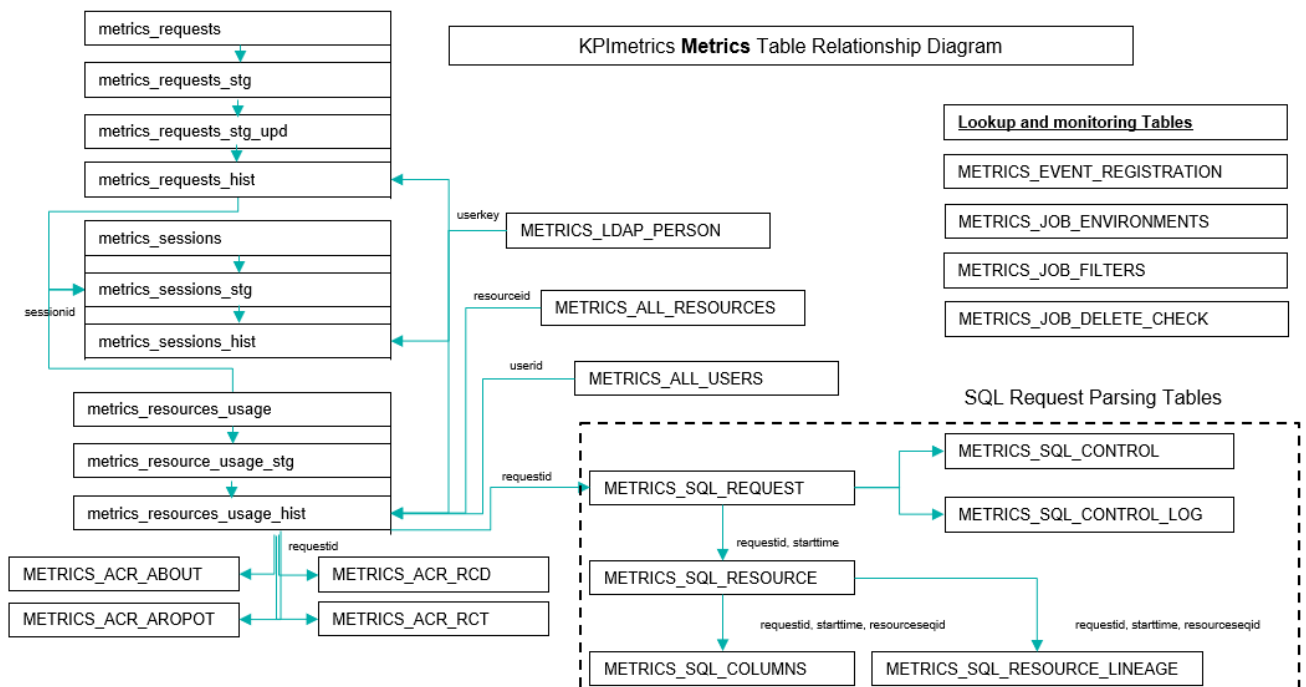 KPImetrics Metrics Table Relationship Diagram
metrics_requests
metrics_requests_stg
metrics_requests_stg_upd
metrics_requests_hist
metrics_sessions
metrics_sessions_stg
sessionid
metrics_sessions_hist
metrics_resources_usage
metrics_resource_usage_stg
metrics_resources_usage_hist
requestid
METRICS_ACR_ABOUT
METRICS_ACR_RCD
METRICS_ACR_AROPOT
METRICS_ACR_RCT
userkey
METRICS_LDAP_PERSON
resourceid
METRICS_ALL_RESOURCES
userid
METRICS_ALL_USERS
Lookup and monitoring Tables
METRICS_EVENT_REGISTRATION
METRICS_JOB_ENVIRONMENTS
METRICS_JOB_FILTERS
METRICS_JOB_DELETE_CHECK
SQL Request Parsing Tables
requestid
METRICS_SQL_REQUEST
METRICS_SQL_CONTROL
METRICS_SQL_CONTROL_LOG
requestid, starttime
METRICS_SQL_RESOURCE
requestid, starttime, resourceseqid
requestid, starttime, resourceseqid
METRICS_SQL_COLUMNS
METRICS_SQL_RESOURCE_LINEAGE